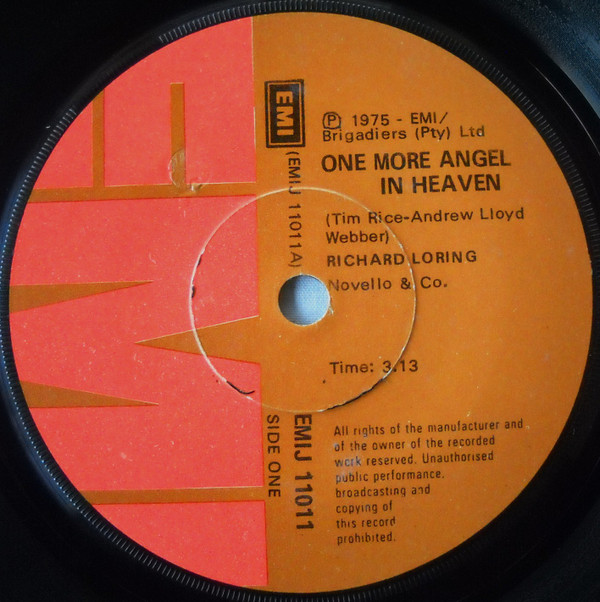 EMI
(EMIJ 11011A)
Ⓟ 1975 - EMI/
Brigadiers (Pty) Ltd
ONE MORE ANGEL
IN HEAVEN
(Tim Rice-Andrew Lloyd
Webber)
RICHARD LORING
Novello & Co.
Time: 3.13
EMIJ 11011
SIDE ONE
All rights of the manufacturer and
of the owner of the recorded
work reserved. Unauthorised
public performance,
broadcasting and
copying of
this record
prohibited.